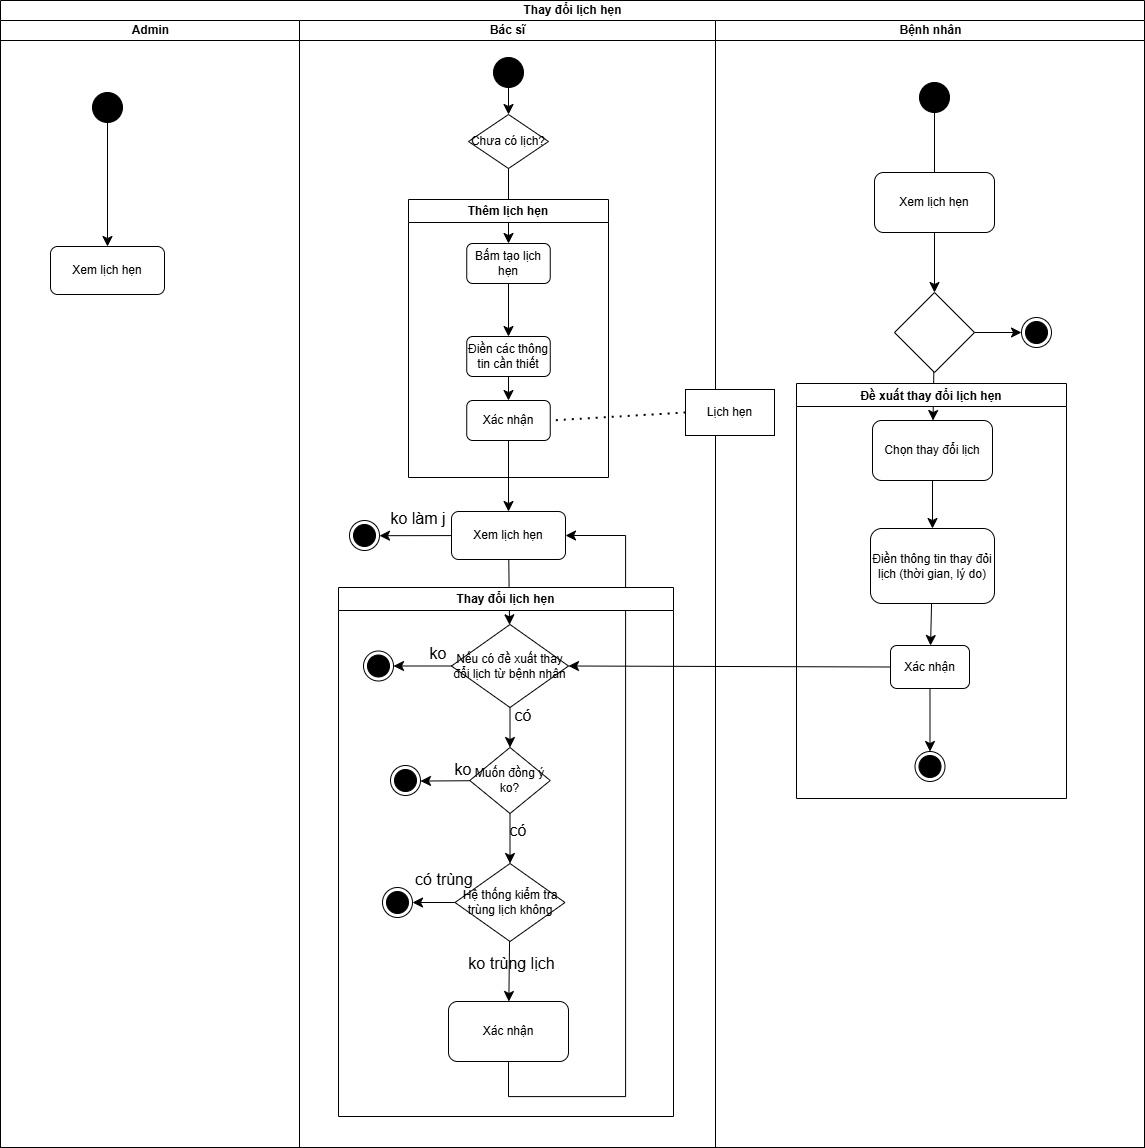 Thay đổi lịch hẹn
Admin
Bác sĩ
Bệnh nhân
Xem lịch hẹn
Chưa có lịch?
Thêm lịch hẹn
Bấm tạo lịch
hẹn
Điền các thông
tin cần thiết
Xác nhận
Lịch hẹn
ko làm j
Xem lịch hẹn
Thay đổi lịch hẹn
ko
Nếu có đề xuất thay
đổi lịch từ bệnh nhân
có
ko
Muốn đồng ý
ko?
có
có trùng
Hệ thống kiểm tra
trùng lịch không
ko trùng lịch
Xác nhận
Xem lịch hẹn
Đề xuất thay đổi lịch hẹn
Chọn thay đổi lịch
Điền thông tin thay đổi
lịch (thời gian, lý do)
Xác nhận